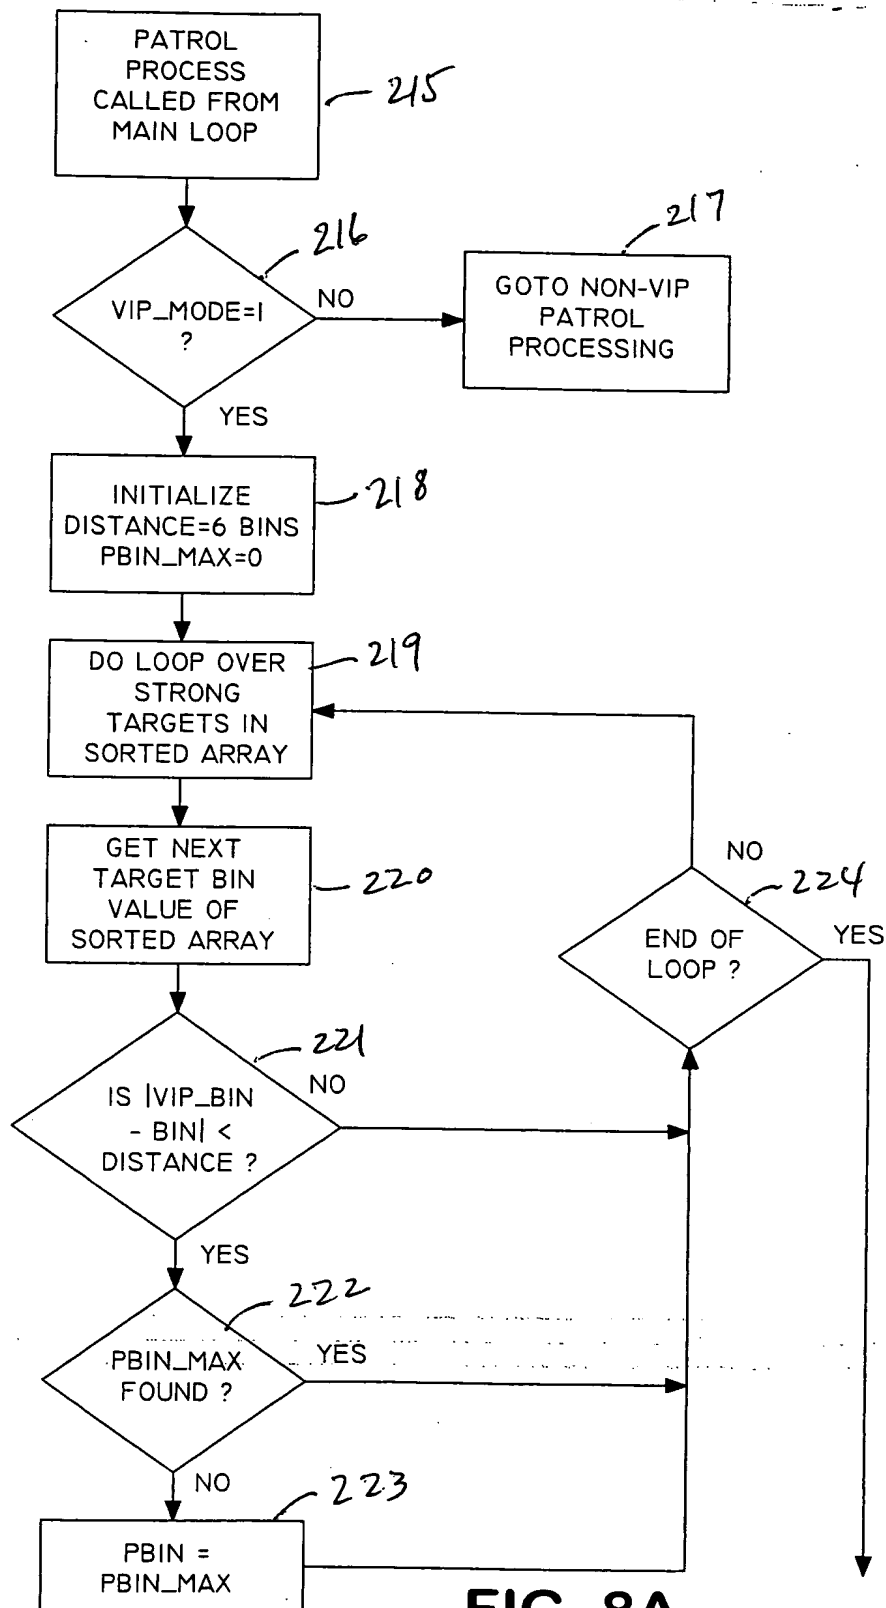 PATROL
PROCESS
CALLED FROM
MAIN LOOP
215
216
VIP_MODE=1
?
NO
217
GOTO NON-VIP
PATROL
PROCESSING
YES
218
INITIALIZE
DISTANCE=6 BINS
PBIN_MAX=0
219
DO LOOP OVER
STRONG
TARGETS IN
SORTED ARRAY
GET NEXT
TARGET BIN
VALUE OF
SORTED ARRAY
220
NO
224
END OF
LOOP ?
YES
221
IS |VIP_BIN
- BIN| <
DISTANCE ?
NO
YES
222
PBIN_MAX
FOUND ?
YES
NO
223
PBIN =
PBIN_MAX
FIG. 8A